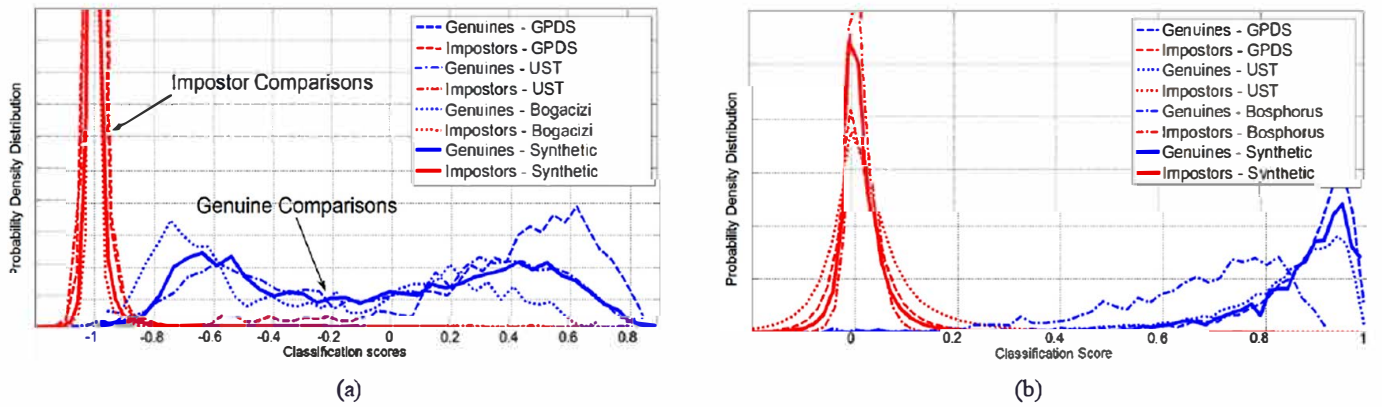 (a)
Probability Density Distribution
Genuines - GPDS
Impostors - GPDS
Genuines - UST
Impostors - UST
Genuines - Bogacizi
Impostors - Bogacizi
Genuines - Synthetic
Impostors - Synthetic
Impostor Comparisons
Genuine Comparisons
-1 -0.8 -0.6 -0.4 -0.2 0 0.2 0.4 0.6 0.8
Classification scores
(a)
b)
Probability Density Distribution
Genuines - GPDS
Impostors - GPDS
Genuines - UST
Impostors - UST
Genuines - Bosphorus
Impostors - Bosphorus
Genuines - Synthetic
Impostors - Synthetic
0 0.2 0.4 0.6 0.8 1
Classification Score
(b)